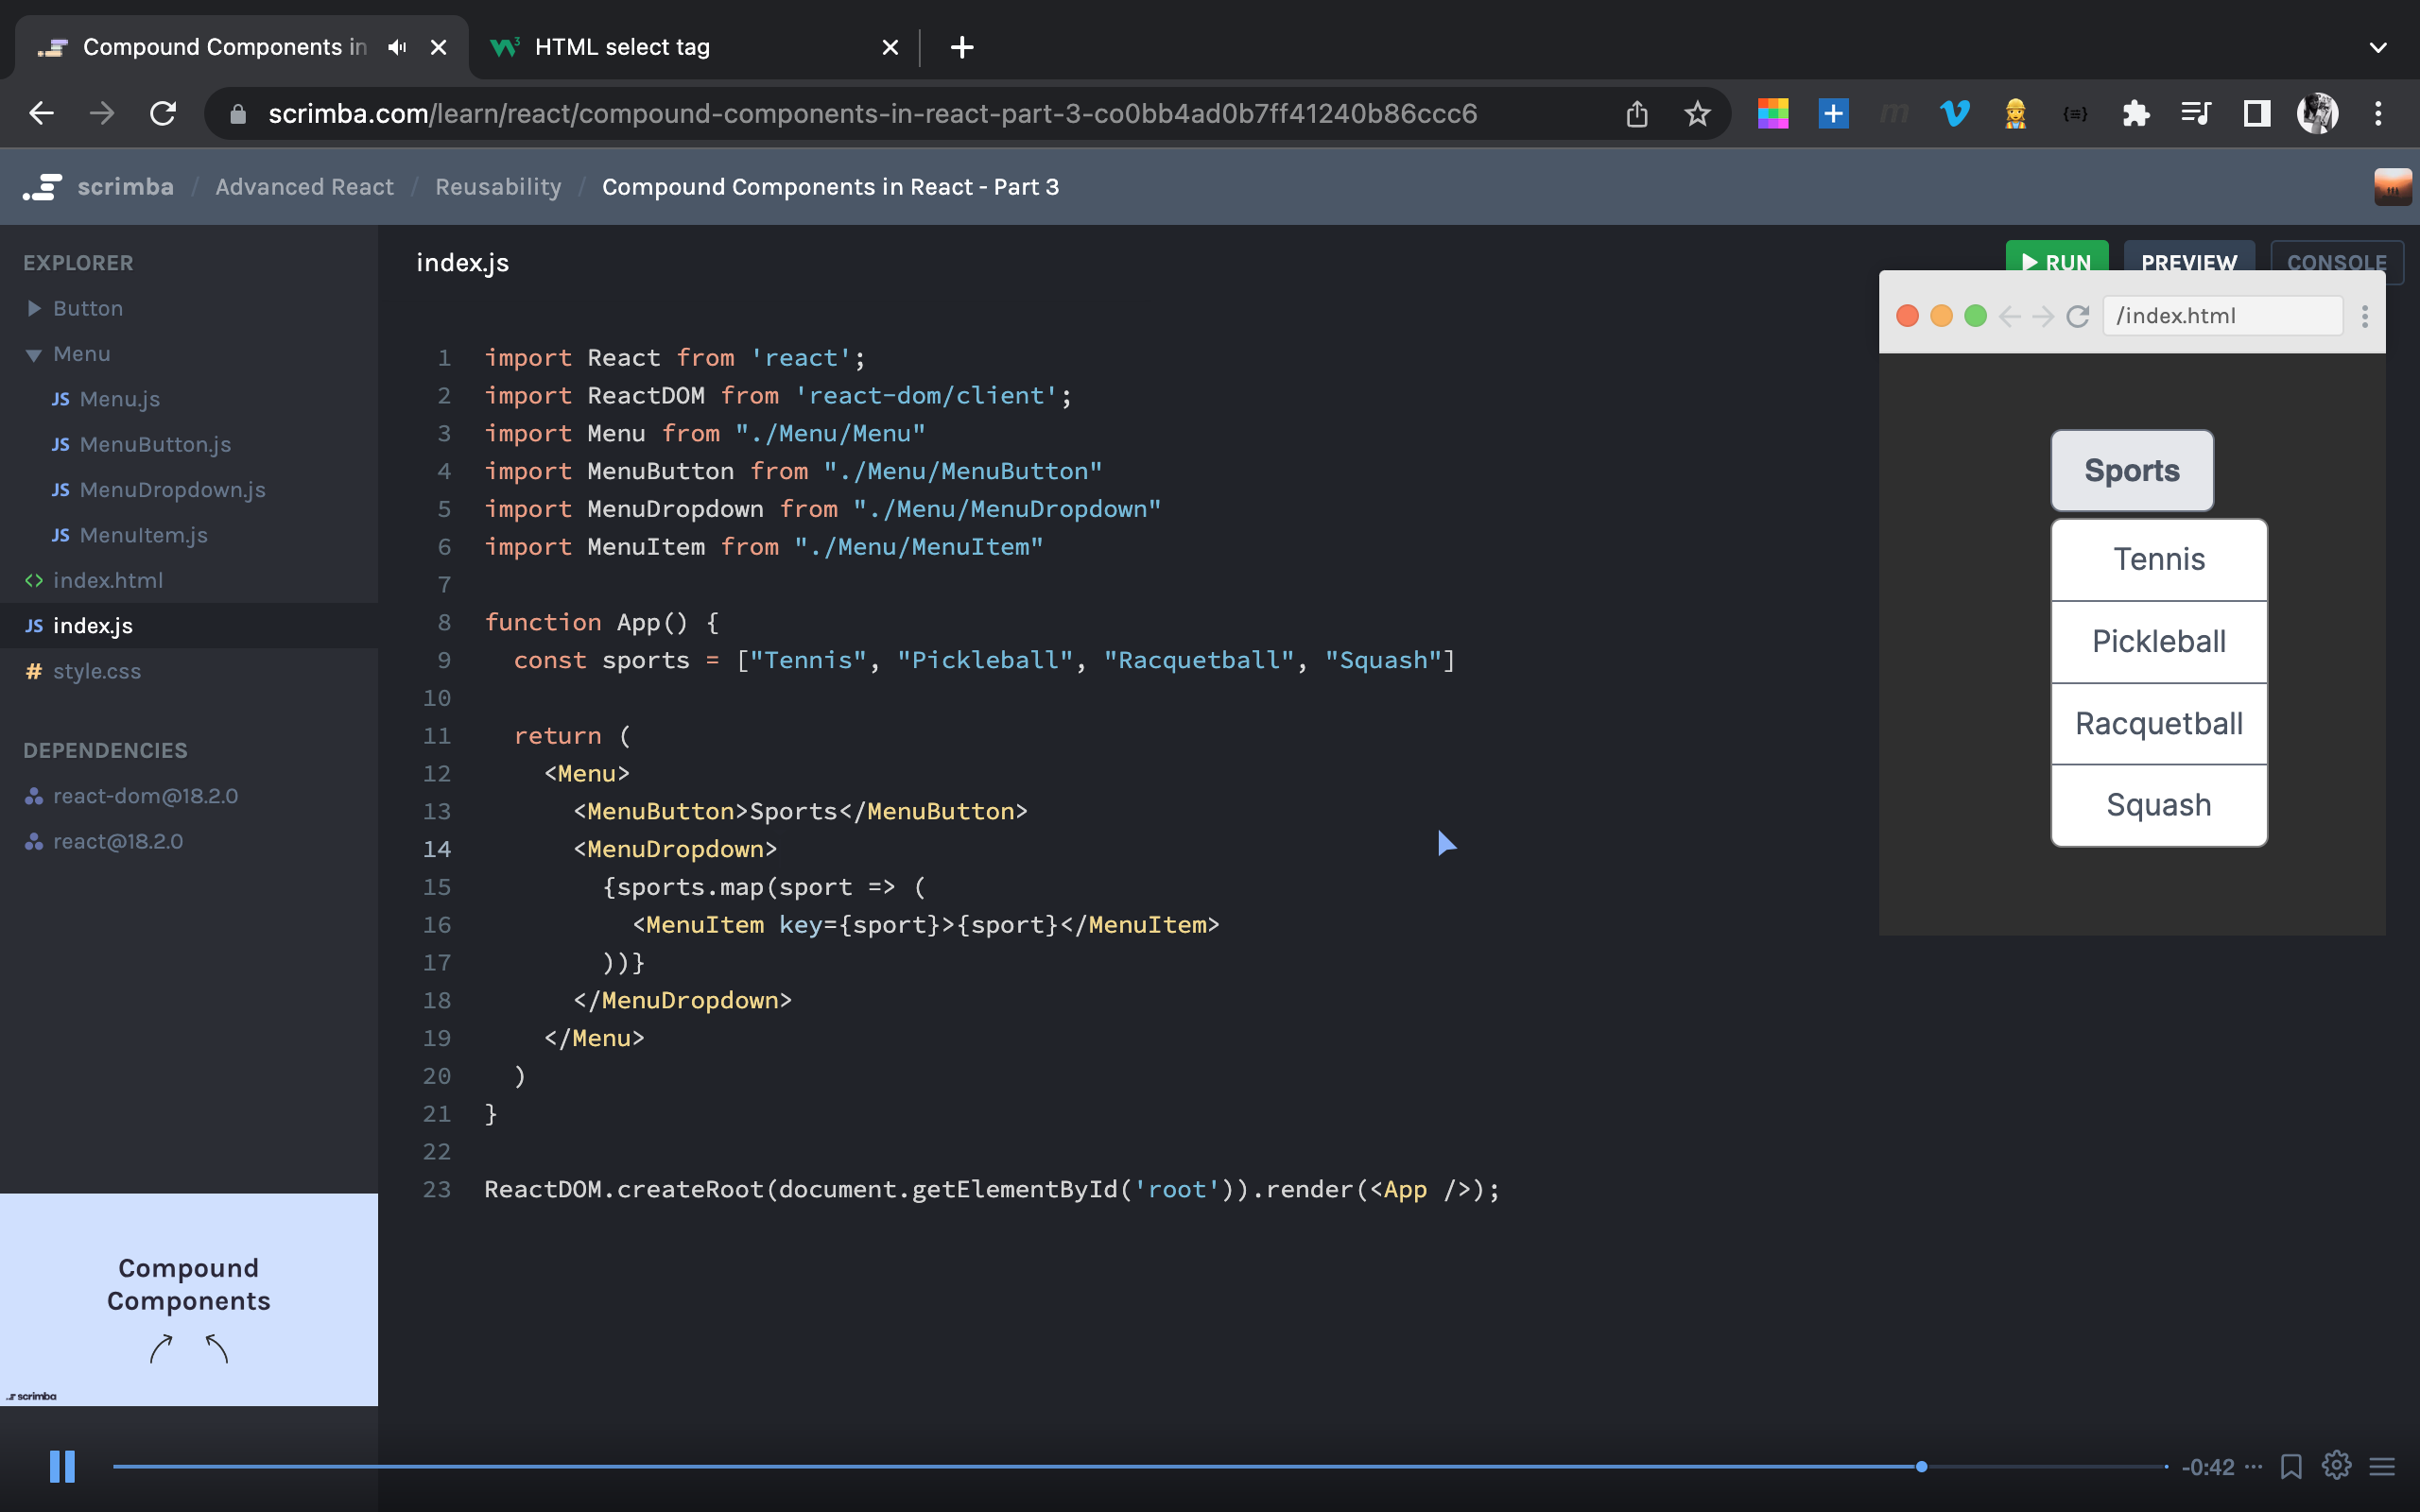 Compound Components in
HTML select tag
scrimba.com/learn/react/compound-components-in-react-part-3-co0bb4ad0b7ff41240b86ccc6
scrimba / Advanced React / Reusability / Compound Components in React - Part 3
EXPLORER
Button
Menu
JS Menu.js
JS MenuButton.js
JS MenuDropdown.js
JS MenuItem.js
<> index.html
JS index.js
# style.css
DEPENDENCIES
react-dom@18.2.0
react@18.2.0
Compound
Components
scrimba
index.js
RUN PREVIEW CONSOLE
1 import React from 'react';
2 import ReactDOM from 'react-dom/client';
3 import Menu from "./Menu/Menu"
4 import MenuButton from "./Menu/MenuButton"
5 import MenuDropdown from "./Menu/MenuDropdown"
6 import MenuItem from "./Menu/MenuItem"
7
8 function App() {
9 const sports = ["Tennis", "Pickleball", "Racquetball", "Squash"]
10
11 return (
12 <Menu>
13 <MenuButton>Sports</MenuButton>
14 <MenuDropdown>
15 {sports.map(sport => (
16 <MenuItem key={sport}>{sport}</MenuItem>
17 ))}
18 </MenuDropdown>
19 </Menu>
20 )
21 }
22
23 ReactDOM.createRoot(document.getElementById('root')).render(<App />);
/index.html
Sports
Tennis
Pickleball
Racquetball
Squash
-0:42